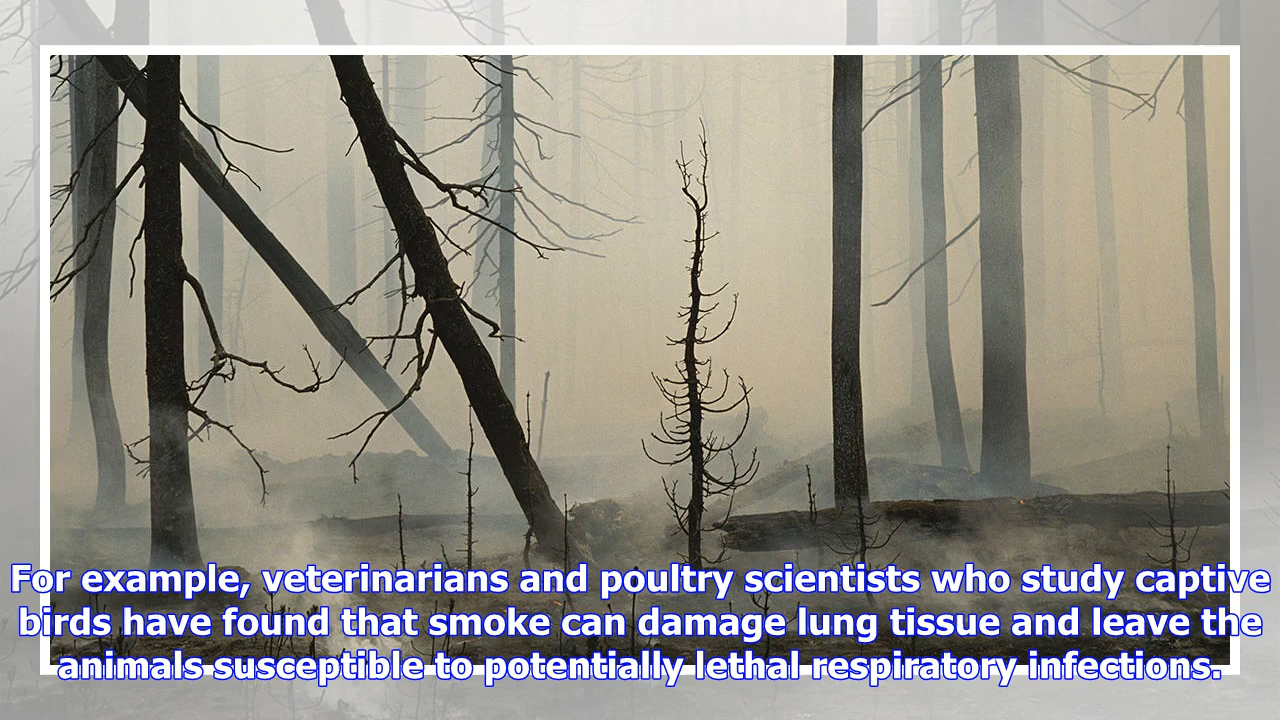 For example, veterinarians and poultry scientists who study captive
birds have found that smoke can damage lung tissue and leave the
animals susceptible to potentially lethal respiratory infections.